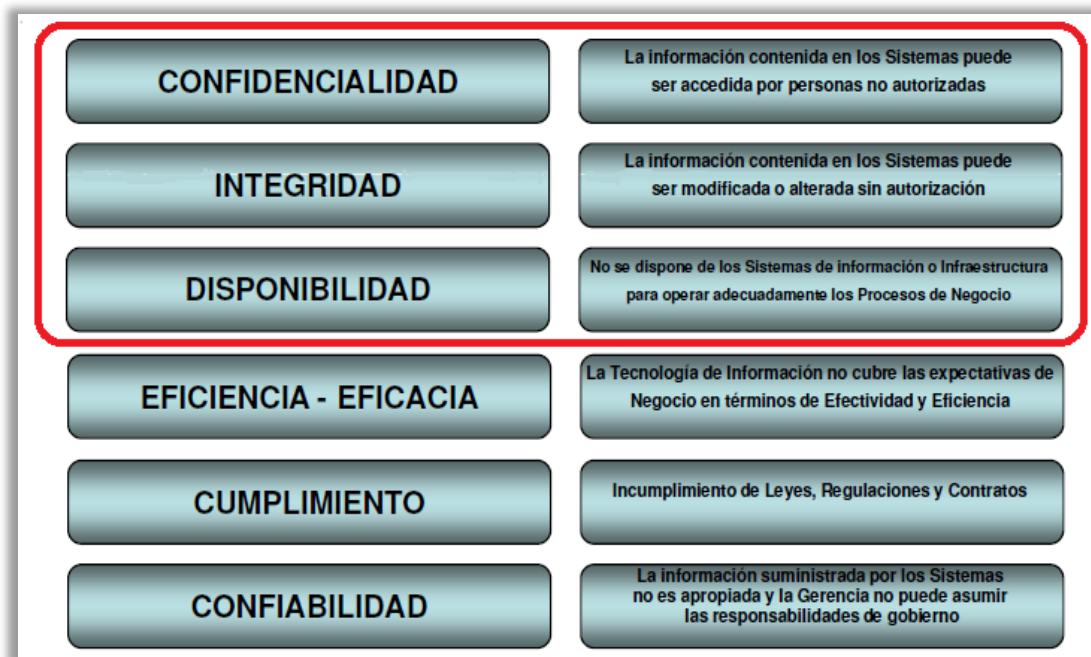 CONFIDENCIALIDAD
La información contenida en los Sistemas puede
ser accedida por personas no autorizadas
INTEGRIDAD
La información contenida en los Sistemas puede
ser modificada o alterada sin autorización
DISPONIBILIDAD
No se dispone de los Sistemas de información o Infraestructura
para operar adecuadamente los Procesos de Negocio
EFICIENCIA - EFICACIA
La Tecnología de Información no cubre las expectativas de
Negocio en términos de Efectividad y Eficiencia
CUMPLIMIENTO
Incumplimiento de Leyes, Regulaciones y Contratos
CONFIABILIDAD
La información suministrada por los Sistemas
no es apropiada y la Gerencia no puede asumir
las responsabilidades de gobierno